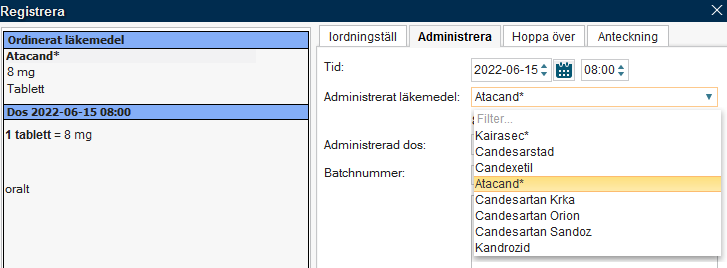 Registrera
Ordinerat läkemedel
Atacand*
8 mg
Tablett
Dos 2022-06-15 08:00
1 tablett = 8 mg
oralt
Iordningställ
Administrera
Hoppa över
Anteckning
Tid:
2022-06-15
08:00
Administrerat läkemedel:
Atacand*
Administrerad dos:
Batchnummer:
Filter...
Kairasec*
Candesarstad
Candexetil
Atacand*
Candesartan Krka
Candesartan Orion
Candesartan Sandoz
Kandrozid